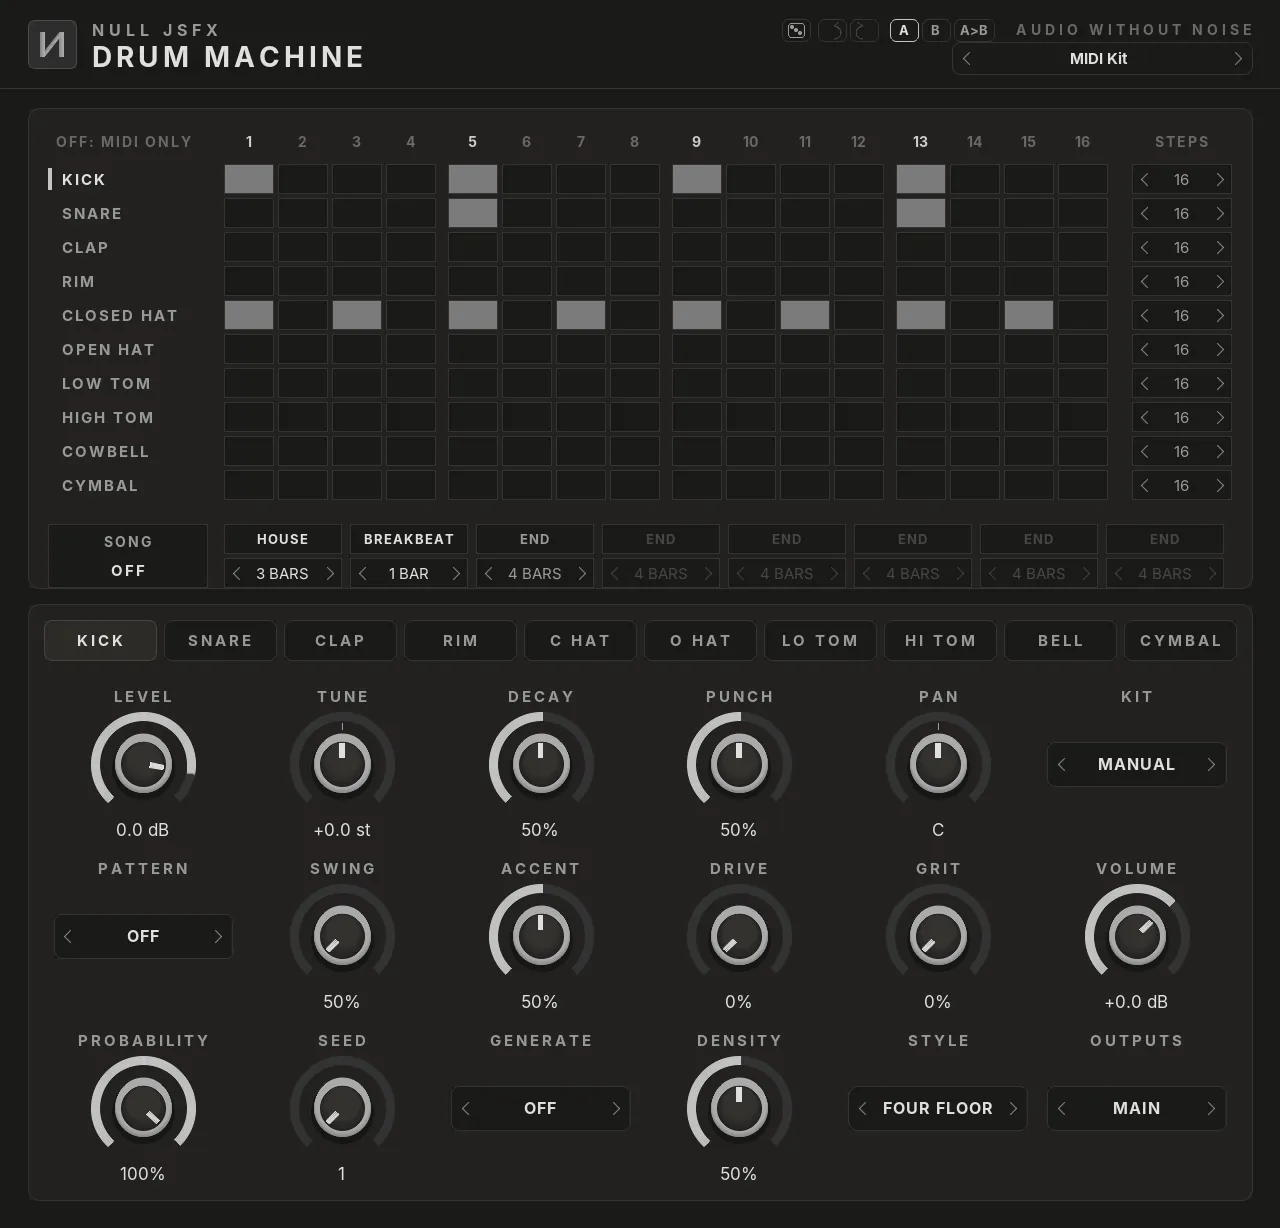 NULL JSFX
DRUM MACHINE
A B A>B AUDIO WITHOUT NOISE
MIDI Kit
OFF: MIDI ONLY 1 2 3 4 5 6 7 8 9 10 11 12 13 14 15 16 STEPS
KICK 16
SNARE 16
CLAP 16
RIM 16
CLOSED HAT 16
OPEN HAT 16
LOW TOM 16
HIGH TOM 16
COWBELL 16
CYMBAL 16
SONG HOUSE BREAKBEAT END END END END END END
OFF 3 BARS 1 BAR 4 BARS 4 BARS 4 BARS 4 BARS 4 BARS 4 BARS
KICK SNARE CLAP RIM C HAT O HAT LO TOM HI TOM BELL CYMBAL
LEVEL TUNE DECAY PUNCH PAN KIT
MANUAL
0.0 dB +0.0 st 50% 50% C
PATTERN SWING ACCENT DRIVE GRIT VOLUME
OFF
50% 50% 0% 0% +0.0 dB
PROBABILITY SEED GENERATE DENSITY STYLE OUTPUTS
OFF FOUR FLOOR MAIN
100% 1 50%